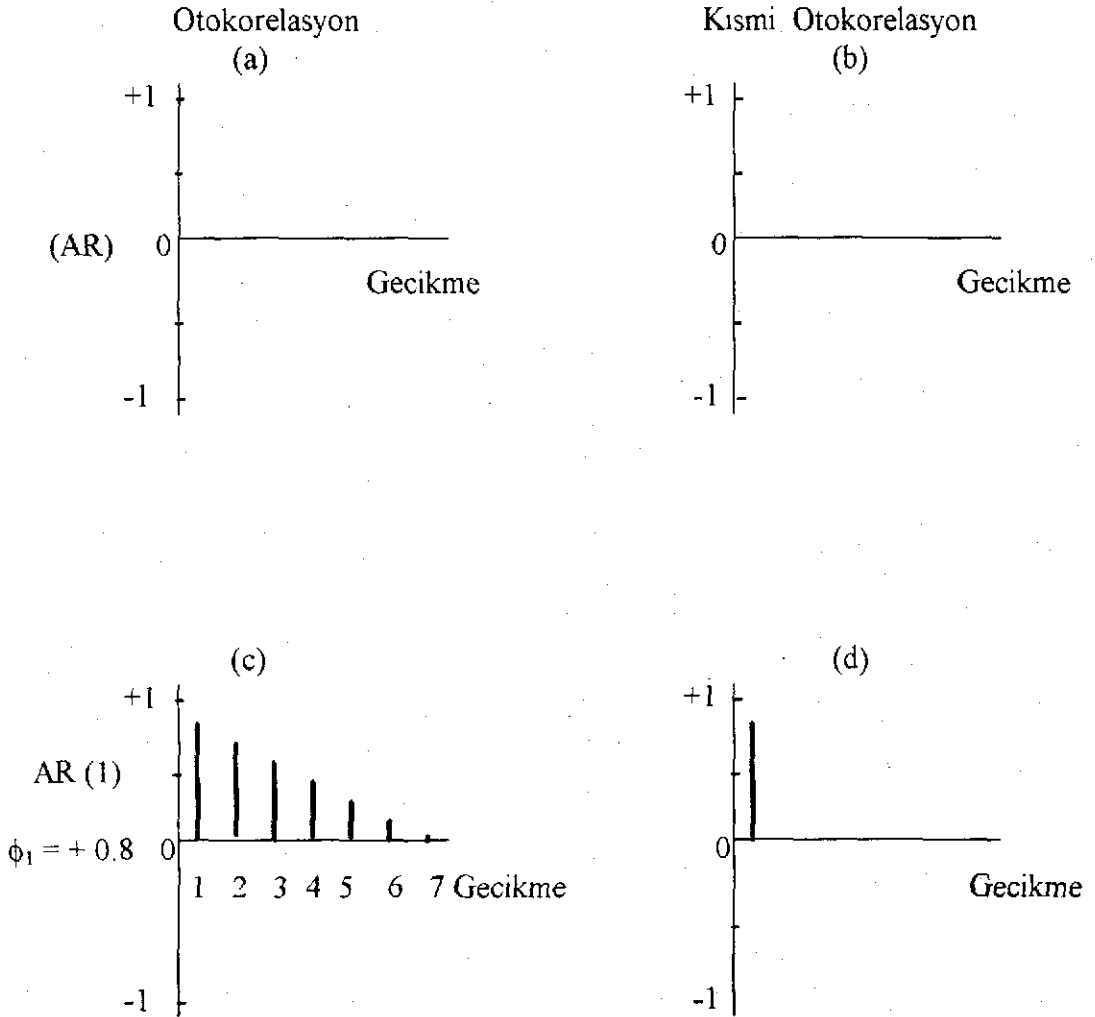 Otokorelasyon
(a)
Kısmi Otokorelasyon
(b)
+1
(AR) 0
Gecikme
-1
+1
0
Gecikme
-1
(c)
+1
AR (1)
ϕ₁ = + 0.8 0
1 2 3 4 5 6 7 Gecikme
-1
(d)
+1
0
Gecikme
-1